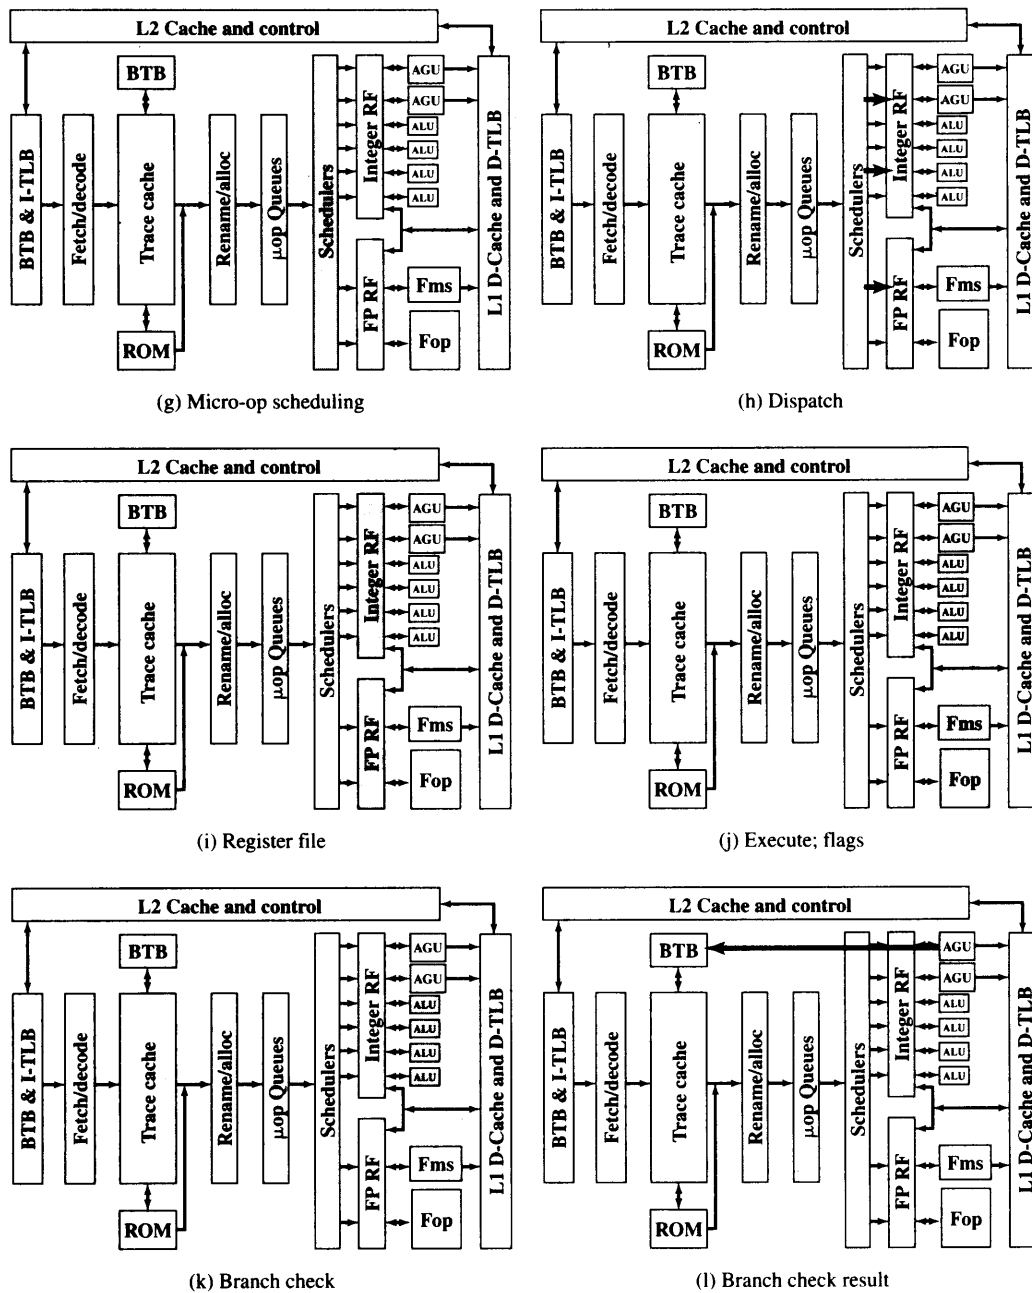 L2 Cache and control
BTB
BTB & I-TLB
Fetch/decode
Trace cache
ROM
Rename/alloc
µop Queues
Schedulers
Integer RF
FP RF
AGU
AGU
ALU
ALU
ALU
ALU
Fms
Fop
L1 D-Cache and D-TLB
(g) Micro-op scheduling
L2 Cache and control
BTB
BTB & I-TLB
Fetch/decode
Trace cache
ROM
Rename/alloc
µop Queues
Schedulers
Integer RF
FP RF
AGU
AGU
ALU
ALU
ALU
ALU
Fms
Fop
L1 D-Cache and D-TLB
(h) Dispatch
L2 Cache and control
BTB
BTB & I-TLB
Fetch/decode
Trace cache
ROM
Rename/alloc
µop Queues
Schedulers
Integer RF
FP RF
AGU
AGU
ALU
ALU
ALU
ALU
Fms
Fop
L1 D-Cache and D-TLB
(i) Register file
L2 Cache and control
BTB
BTB & I-TLB
Fetch/decode
Trace cache
ROM
Rename/alloc
µop Queues
Schedulers
Integer RF
FP RF
AGU
AGU
ALU
ALU
ALU
ALU
Fms
Fop
L1 D-Cache and D-TLB
(j) Execute; flags
L2 Cache and control
BTB
BTB & I-TLB
Fetch/decode
Trace cache
ROM
Rename/alloc
µop Queues
Schedulers
Integer RF
FP RF
AGU
AGU
ALU
ALU
ALU
ALU
Fms
Fop
L1 D-Cache and D-TLB
(k) Branch check
L2 Cache and control
BTB
BTB & I-TLB
Fetch/decode
Trace cache
ROM
Rename/alloc
µop Queues
Schedulers
Integer RF
FP RF
AGU
AGU
ALU
ALU
ALU
ALU
Fms
Fop
L1 D-Cache and D-TLB
(l) Branch check result